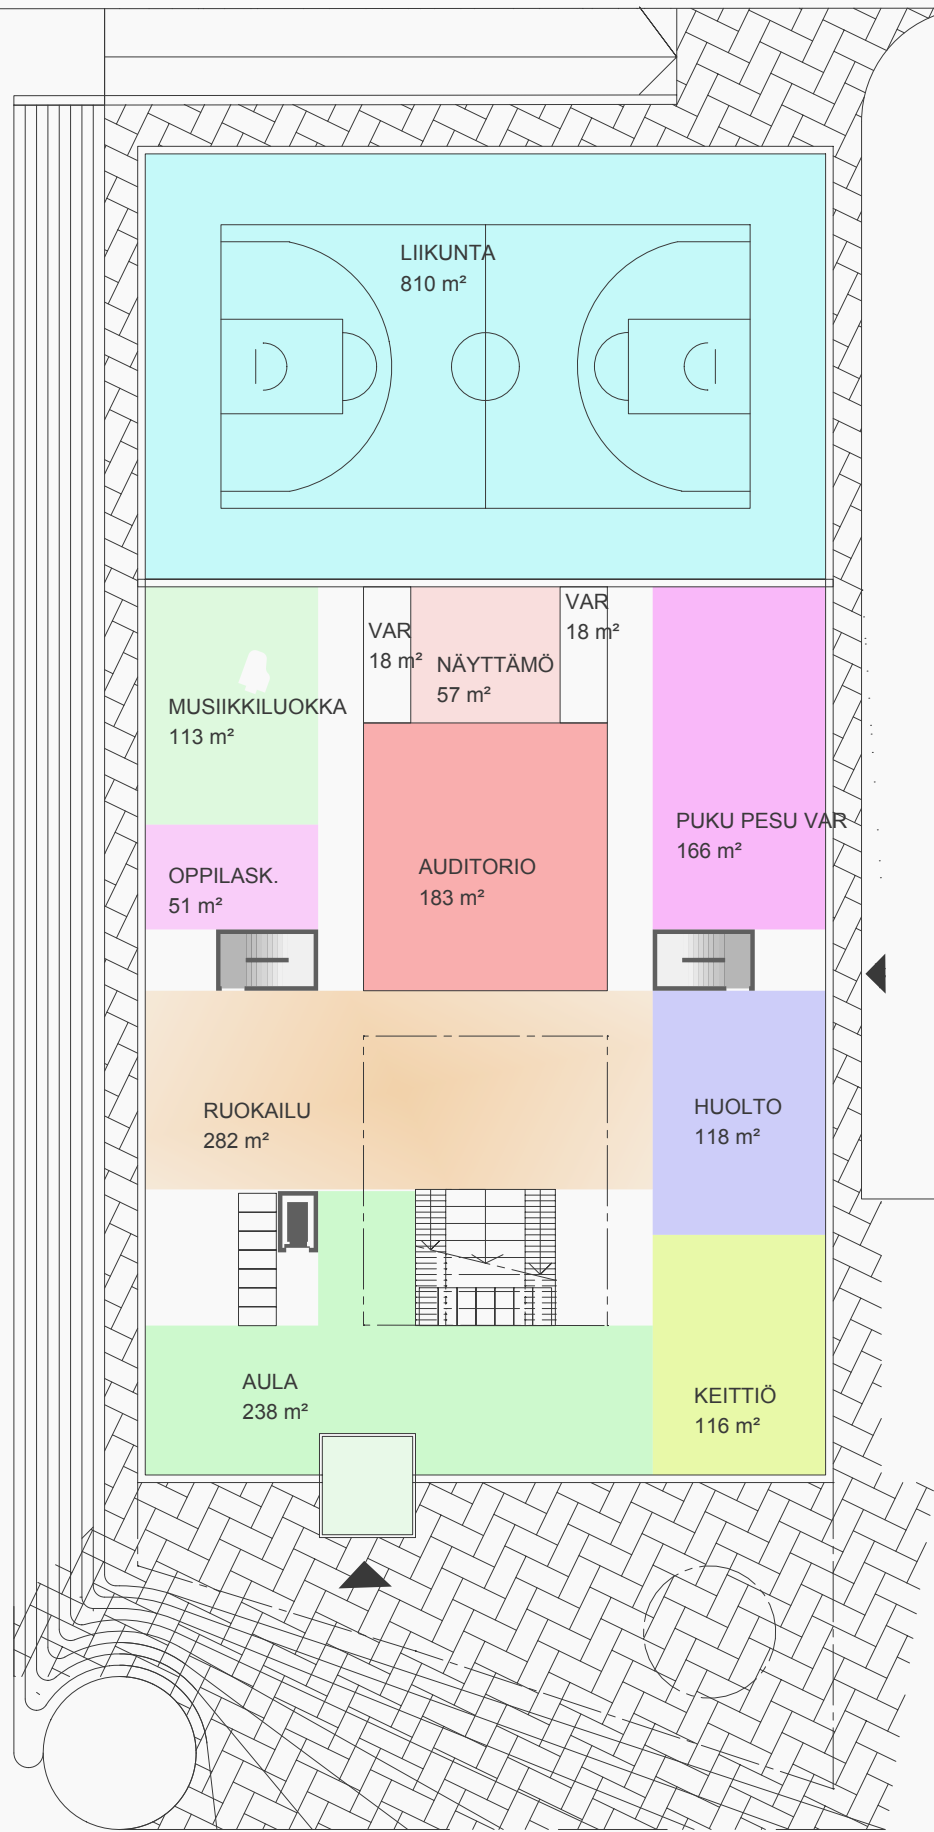 LIIKUNTA
810 m²
VAR
18 m²
VAR
18 m²
NÄYTTÄMÖ
57 m²
MUSIIKKILUOKKA
113 m²
PUKU PESU VAR
166 m²
OPPILASK.
51 m²
AUDITORIO
183 m²
RUOKAILU
282 m²
HUOLTO
118 m²
AULA
238 m²
KEITTIÖ
116 m²